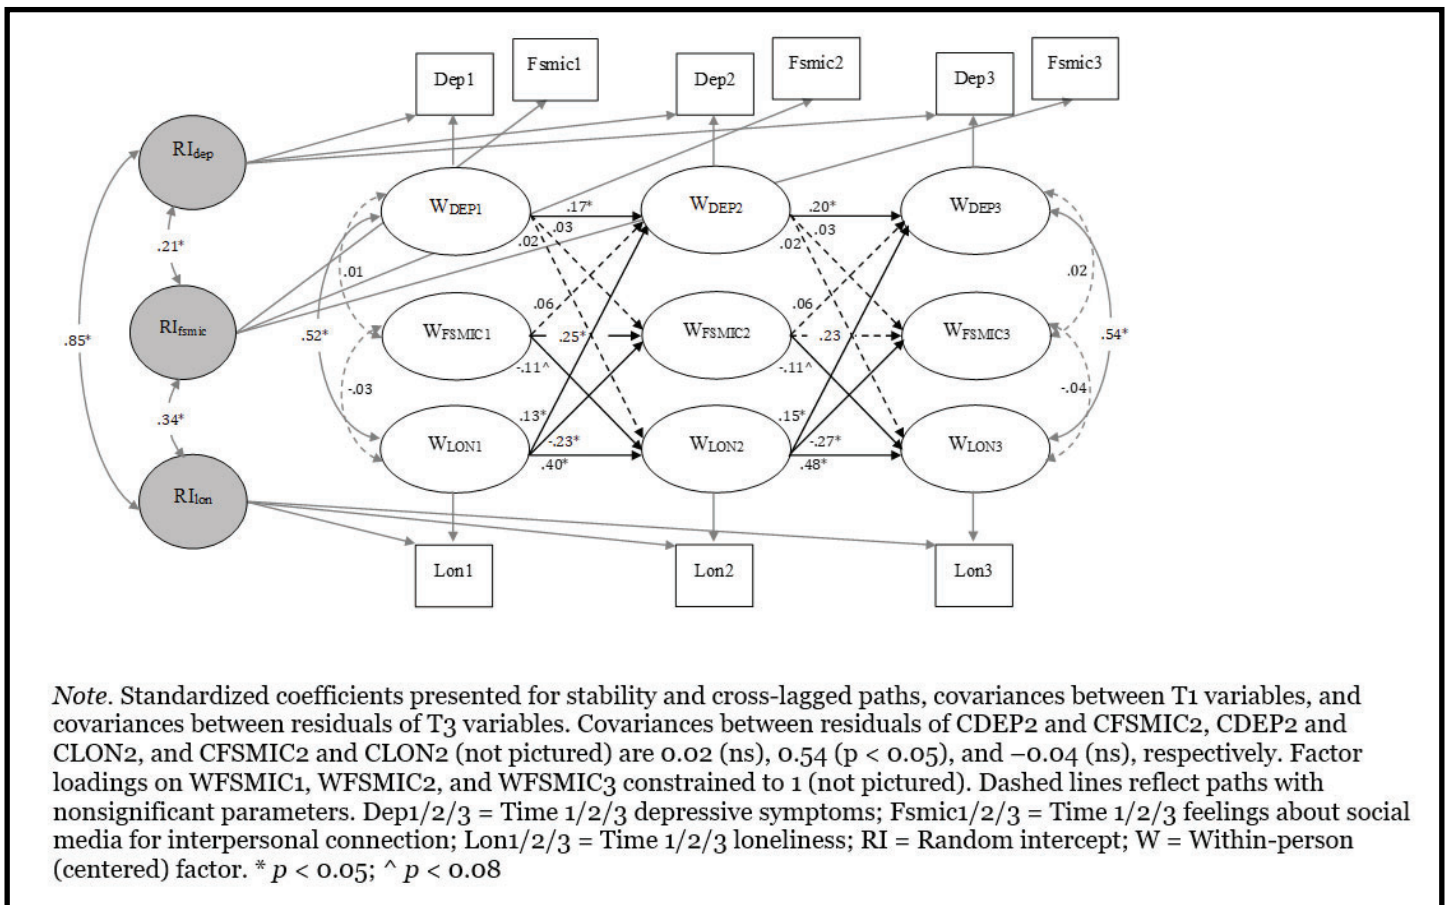 Fsmic1
Fsmic2
Fsmic3
Dep1
Dep2
Dep3
RIdep
WDEP1
.17*
WDEP2
.20*
WDEP3
.03
.03
.02
.02
.21*
.01
.02
.06
.06
RIfsmic
WFSMIC1
.25*
WFSMIC2
.23
WFSMIC3
.85*
.52*
.54*
-.11^
-.11^
-.03
-.04
.34*
.13*
.15*
WLON1
-.23*
WLON2
-.27*
WLON3
.40*
.48*
RIlon
Lon1
Lon2
Lon3
Note. Standardized coefficients presented for stability and cross-lagged paths, covariances between T1 variables, and
covariances between residuals of T3 variables. Covariances between residuals of CDEP2 and CFSMIC2, CDEP2 and
CLON2, and CFSMIC2 and CLON2 (not pictured) are 0.02 (ns), 0.54 (p < 0.05), and –0.04 (ns), respectively. Factor
loadings on WFSMIC1, WFSMIC2, and WFSMIC3 constrained to 1 (not pictured). Dashed lines reflect paths with
nonsignificant parameters. Dep1/2/3 = Time 1/2/3 depressive symptoms; Fsmic1/2/3 = Time 1/2/3 feelings about social
media for interpersonal connection; Lon1/2/3 = Time 1/2/3 loneliness; RI = Random intercept; W = Within-person
(centered) factor. * p < 0.05; ^ p < 0.08